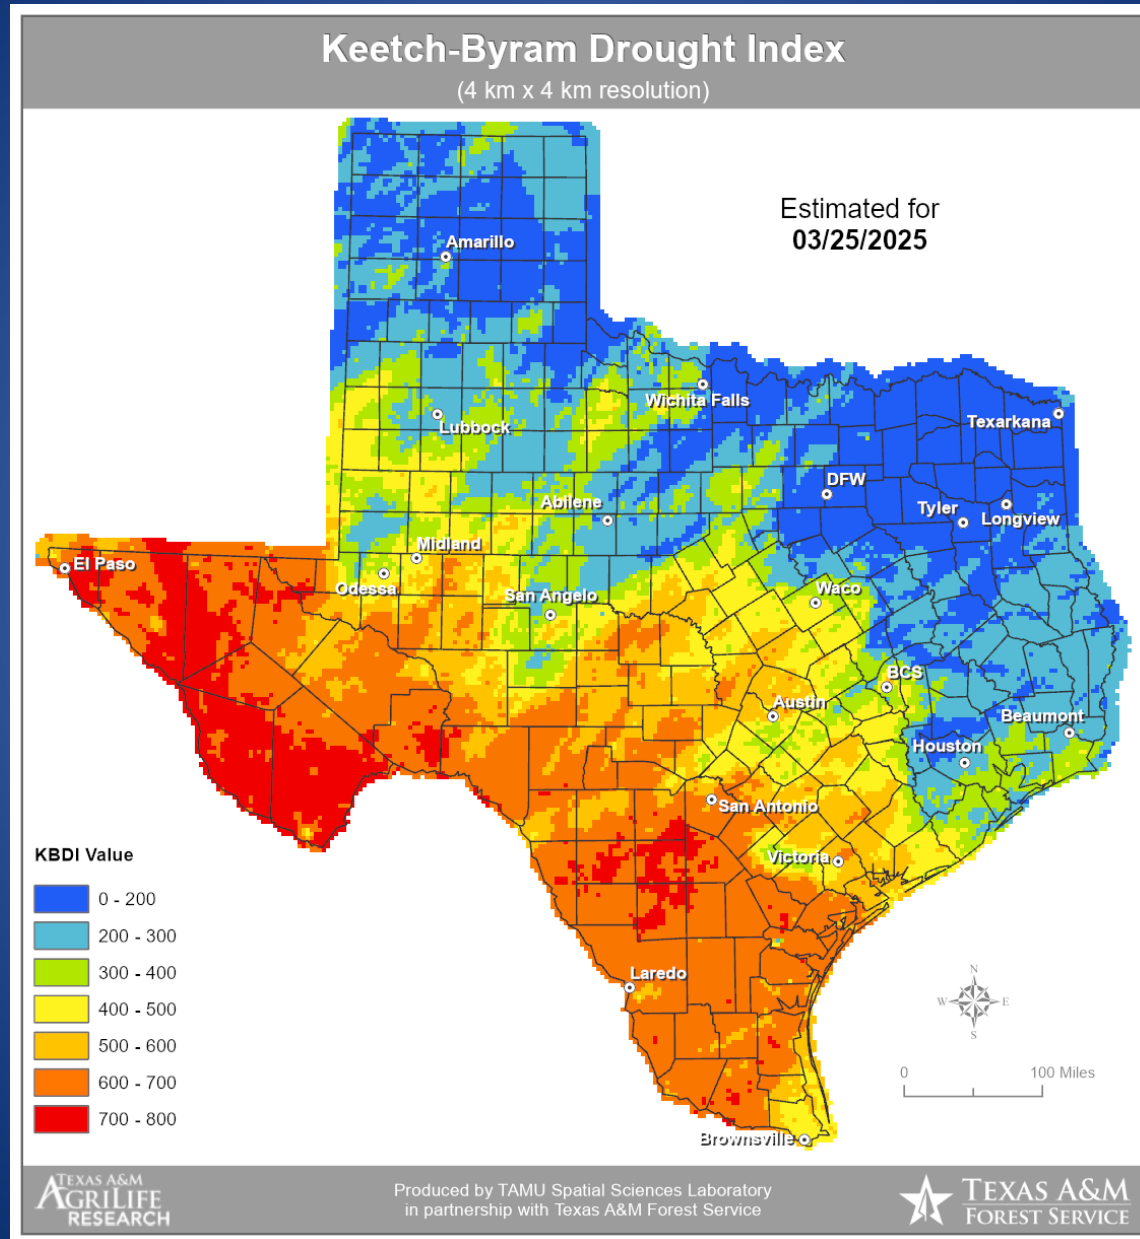 Keetch-Byram Drought Index
(4 km x 4 km resolution)
Estimated for
03/25/2025
Amarillo
Wichita Falls
Lubbock
Texarkana
DFW
Abilene
Tyler
Longview
Midland
El Paso
Odessa
San Angelo
Waco
BCS
Austin
Beaumont
Houston
San Antonio
Victoria
Laredo
Brownsville
KBDI Value
0 - 200
200 - 300
300 - 400
400 - 500
500 - 600
600 - 700
700 - 800
N
W E
S
0 100 Miles
TEXAS A&M
AGRILIFE
RESEARCH
Produced by TAMU Spatial Sciences Laboratory
in partnership with Texas A&M Forest Service
TEXAS A&M
FOREST SERVICE